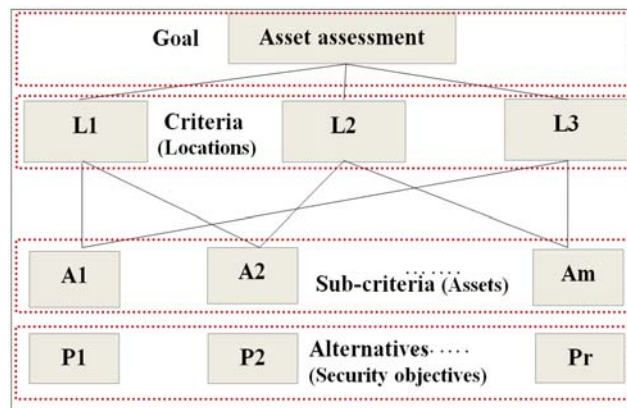 Goal
Asset assessment
L1
Criteria
(Locations)
L2
L3
A1
A2
.......
Sub-criteria (Assets)
Am
P1
P2
Alternatives.....
(Security objectives)
Pr